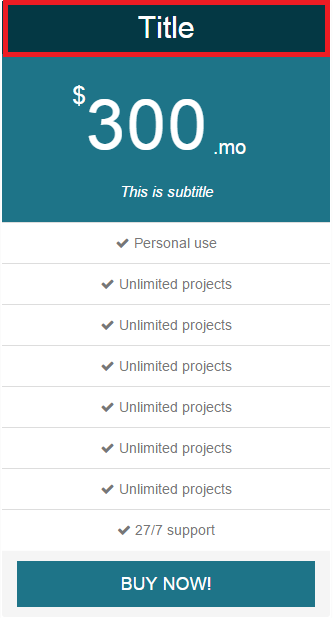 Title
$300 .mo
This is subtitle
✔ Personal use
✔ Unlimited projects
✔ Unlimited projects
✔ Unlimited projects
✔ Unlimited projects
✔ Unlimited projects
✔ Unlimited projects
✔ 27/7 support
BUY NOW!